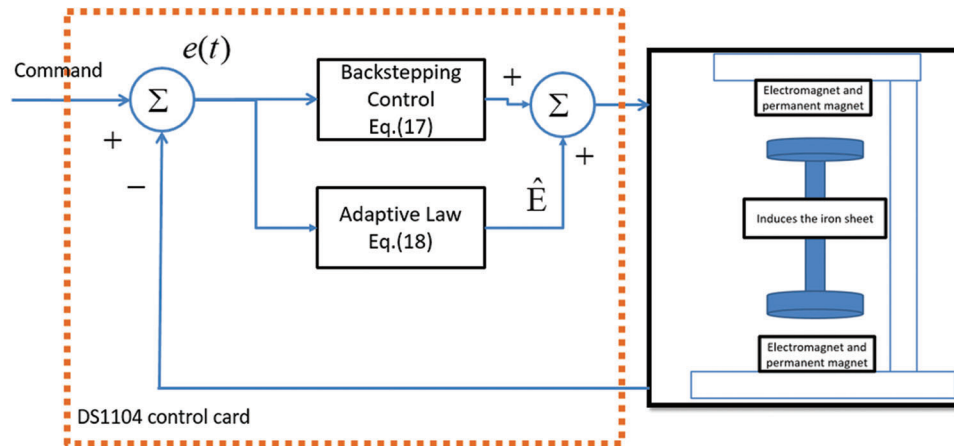 e(t)
Command
Σ
+
−
Backstepping
Control
Eq.(17)
+
Σ
+
Adaptive Law
Eq.(18)
Ê
Electromagnet and
permanent magnet
Induces the iron sheet
Electromagnet and
permanent magnet
DS1104 control card